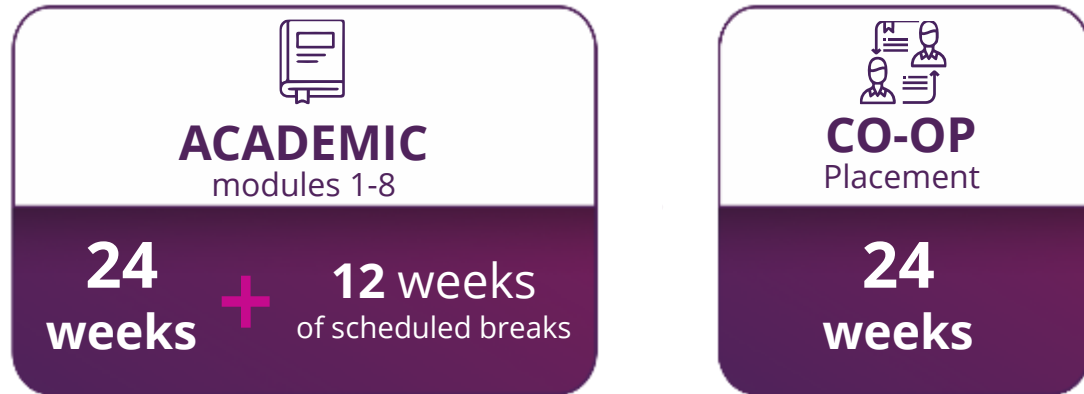 ACADEMIC
modules 1-8
24
weeks
+
12 weeks
of scheduled breaks
CO-OP
Placement
24
weeks